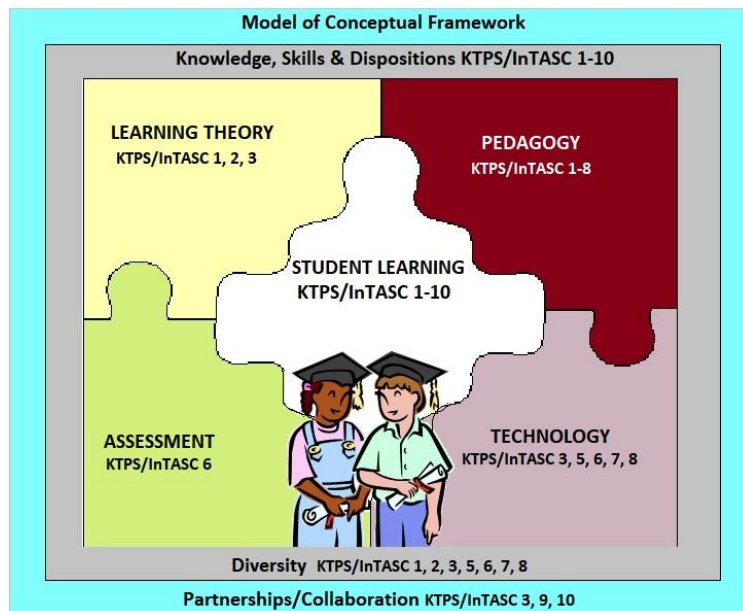 Model of Conceptual Framework
Knowledge, Skills & Dispositions KTPS/InTASC 1-10
LEARNING THEORY
KTPS/InTASC 1, 2, 3
PEDAGOGY
KTPS/InTASC 1-8
STUDENT LEARNING
KTPS/InTASC 1-10
ASSESSMENT
KTPS/InTASC 6
TECHNOLOGY
KTPS/InTASC 3, 5, 6, 7, 8
Diversity KTPS/InTASC 1, 2, 3, 5, 6, 7, 8
Partnerships/Collaboration KTPS/InTASC 3, 9, 10